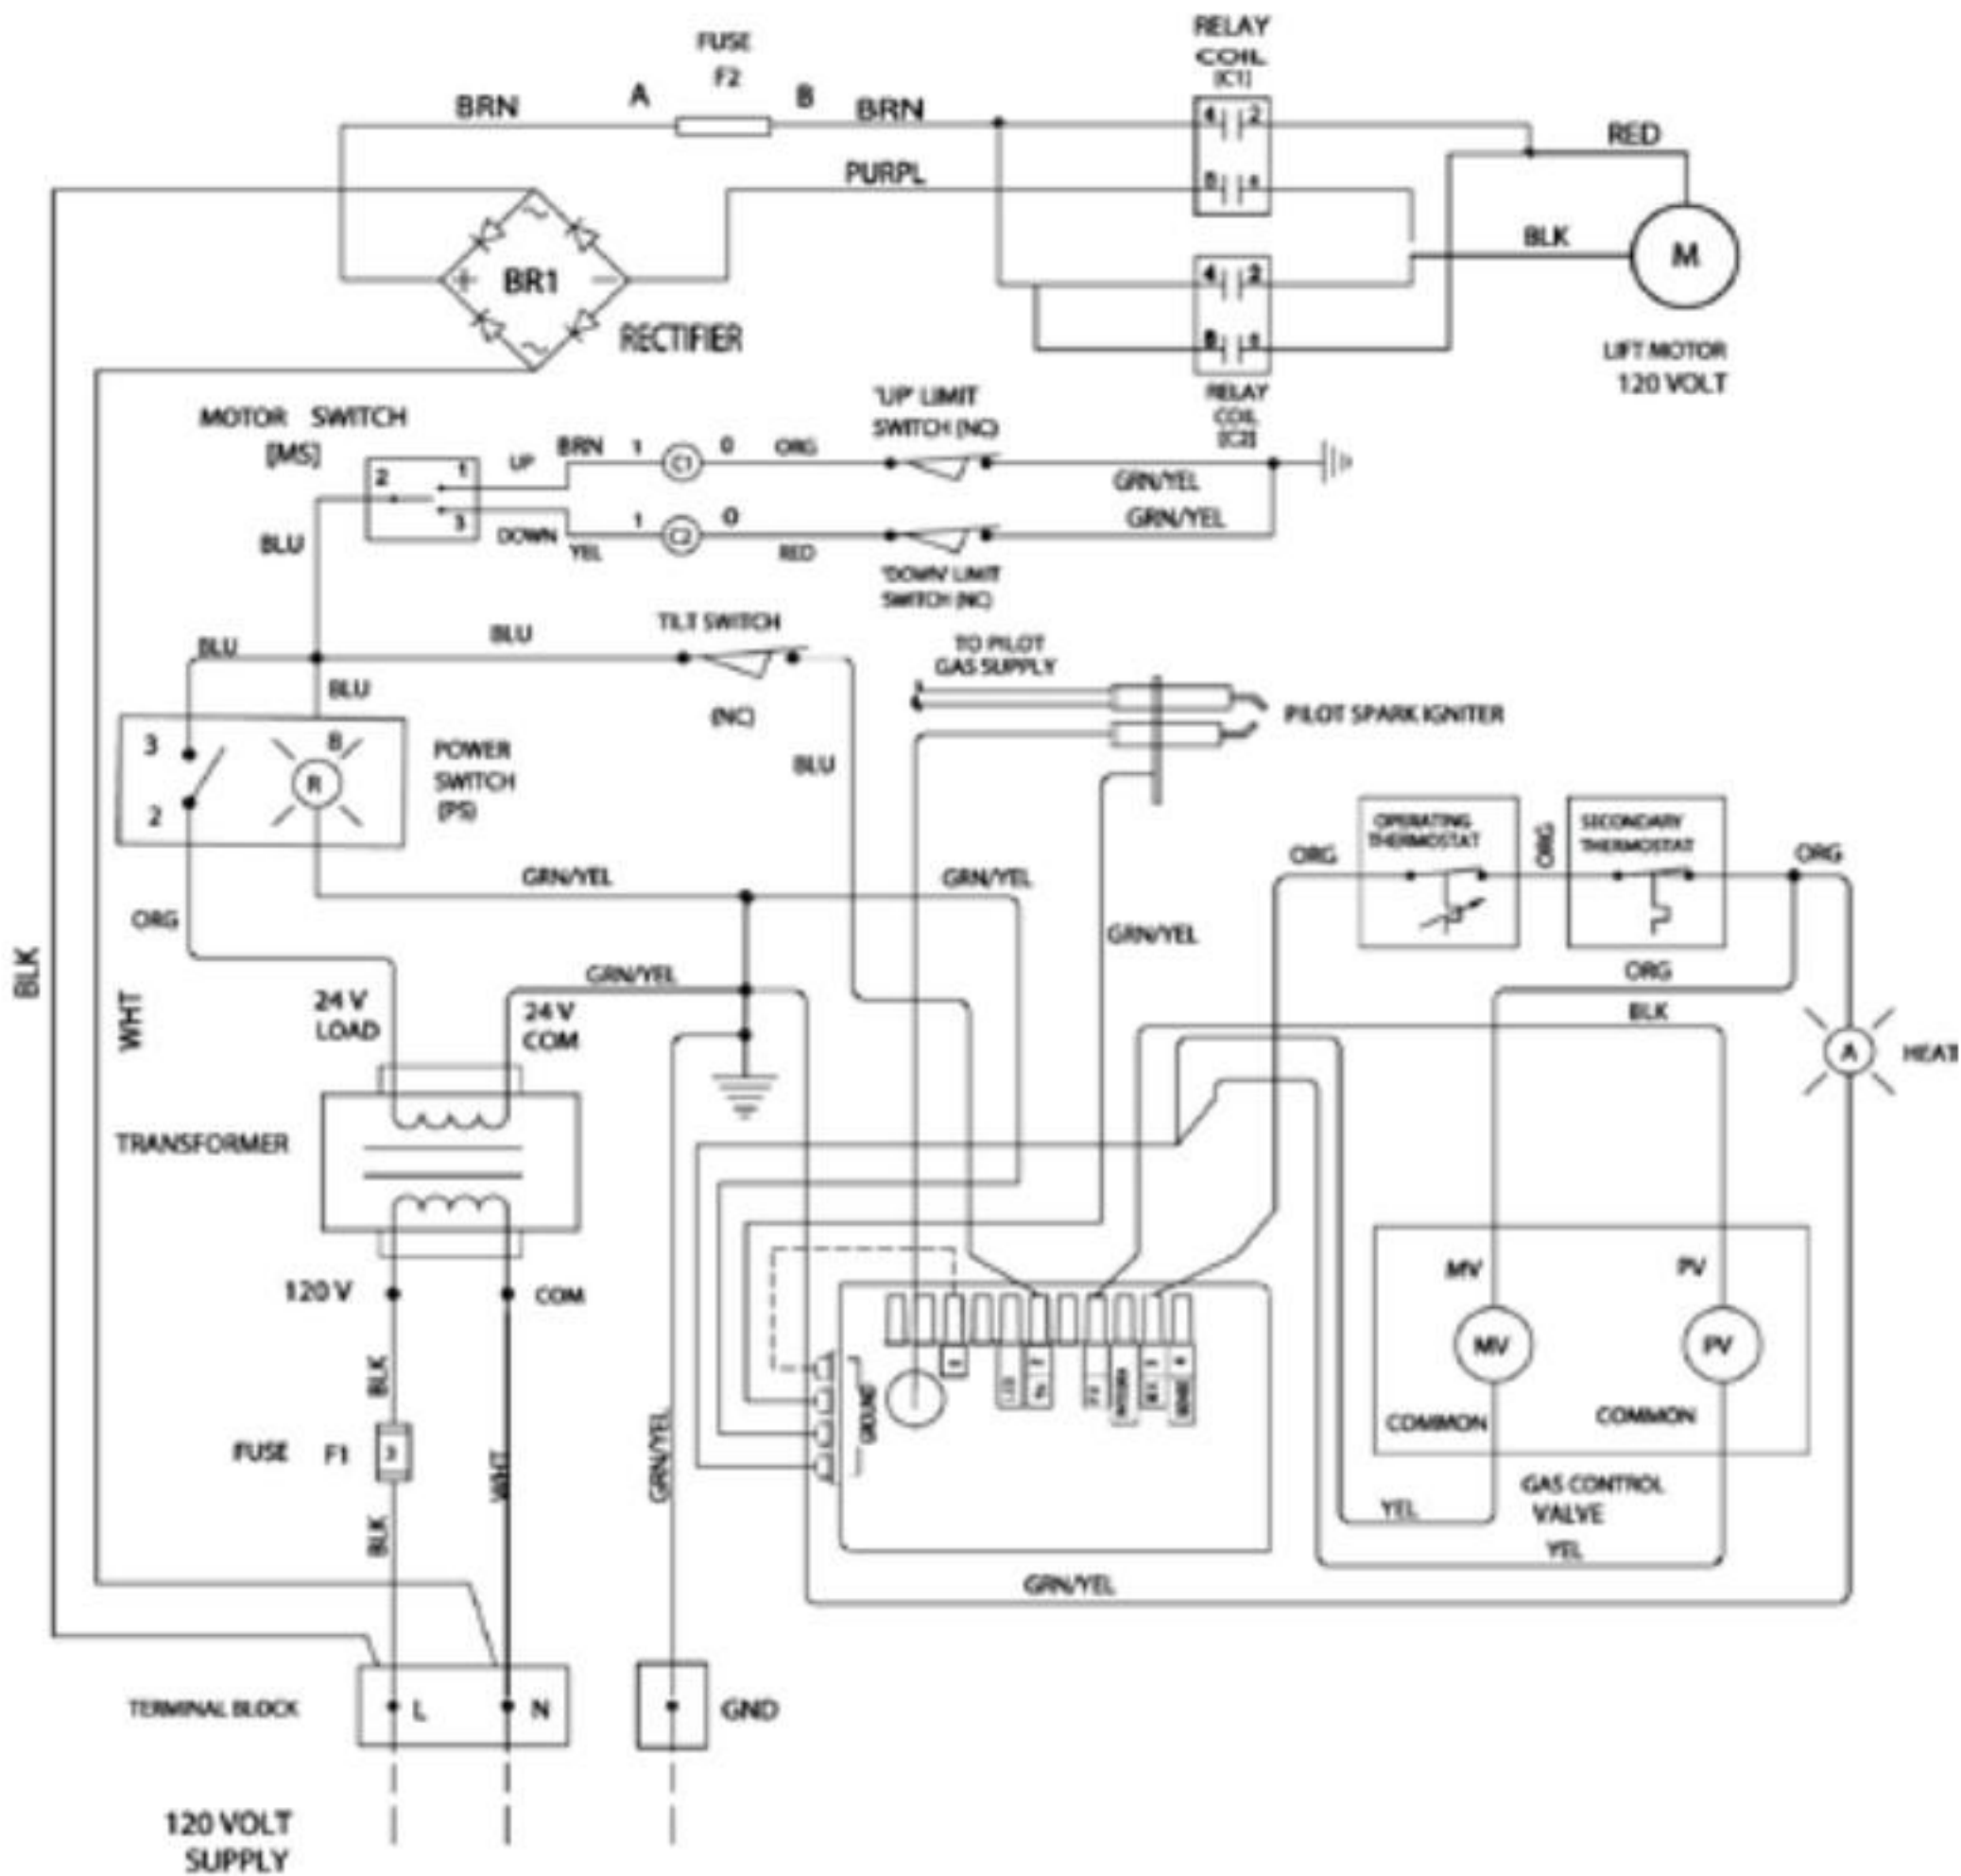 RELAY
COIL
[C1]
FUSE
F2
A
B
BRN
BRN
4
2
RED
PURPL
BLK
M
BR1
RECTIFIER
4
LIFT MOTOR
120 VOLT
RELAY
COIL
[C2]
'UP' LIMIT
SWITCH (NC)
MOTOR SWITCH
[MS]
2
1
3
UP
BRN
1
C1
0
ORG
GRN/YEL
GRN/YEL
DOWN
YEL
1
C2
0
RED
'DOWN' LIMIT
SWITCH (NC)
BLU
BLU
BLU
TILT SWITCH
(NC)
BLU
BLU
TO PILOT
GAS SUPPLY
PILOT SPARK IGNITER
3
2
B
R
POWER
SWITCH
(PS)
OPERATING
THERMOSTAT
SECONDARY
THERMOSTAT
ORG
ORG
ORG
GRN/YEL
GRN/YEL
ORG
GRN/YEL
BLK
WHT
GRN/YEL
ORG
BLK
24 V
LOAD
24 V
COM
A
HEAT
TRANSFORMER
120 V
COM
MV
PV
MV
PV
COMMON
COMMON
GROUND
BLK
FUSE F1
WHT
GRN/YEL
BLK
GAS CONTROL
VALVE
YEL
YEL
GRN/YEL
TERMINAL BLOCK
L
N
GND
120 VOLT
SUPPLY